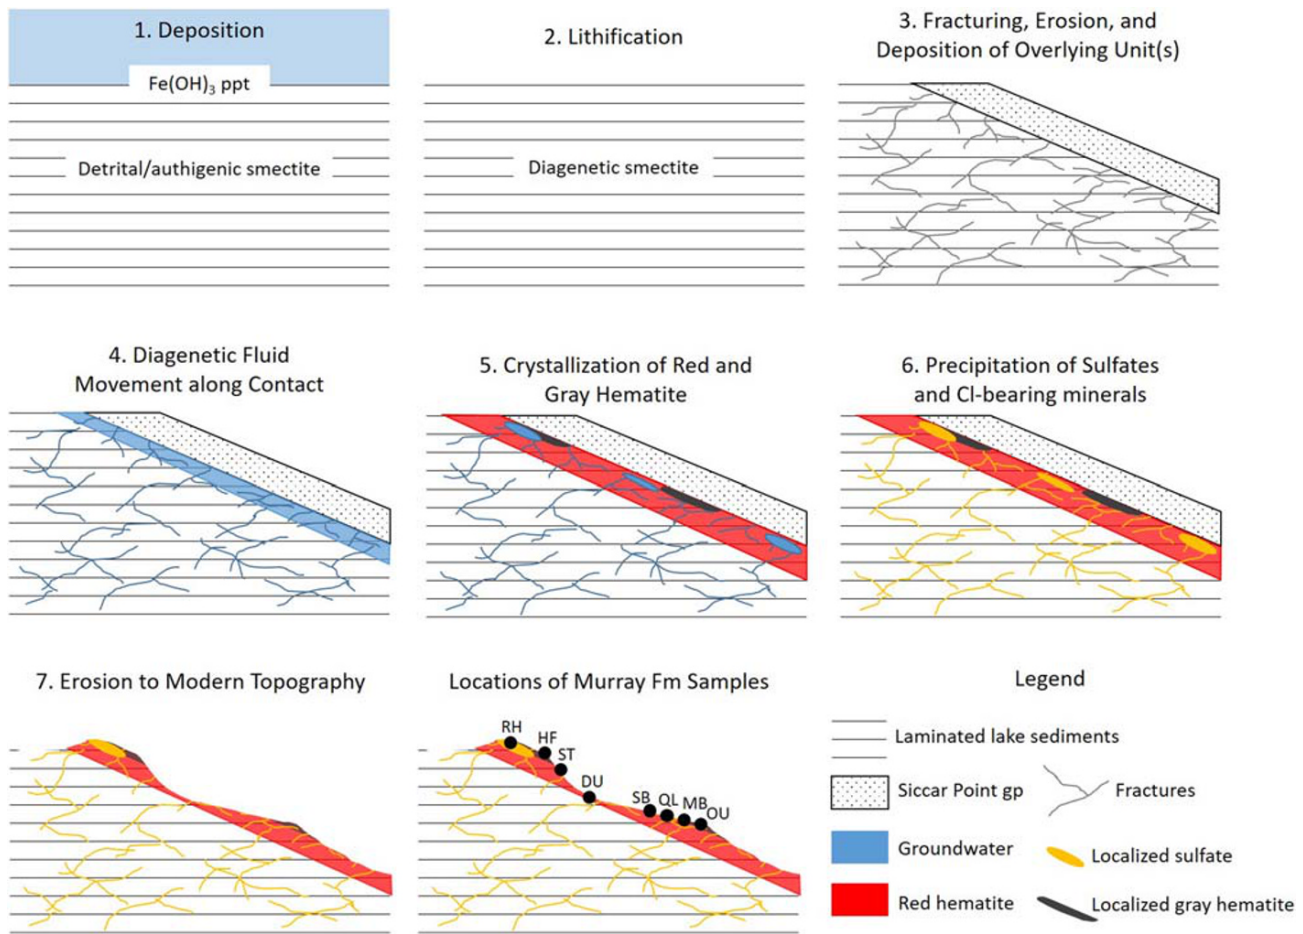 1. Deposition
Fe(OH)₃ ppt
Detrital/authigenic smectite
2. Lithification
Diagenetic smectite
3. Fracturing, Erosion, and
Deposition of Overlying Unit(s)
4. Diagenetic Fluid
Movement along Contact
5. Crystallization of Red and
Gray Hematite
6. Precipitation of Sulfates
and Cl-bearing minerals
7. Erosion to Modern Topography
Locations of Murray Fm Samples
RH
HF
ST
DU
SB
QL
MB
OU
Legend
Laminated lake sediments
Siccar Point gp
Fractures
Groundwater
Localized sulfate
Red hematite
Localized gray hematite